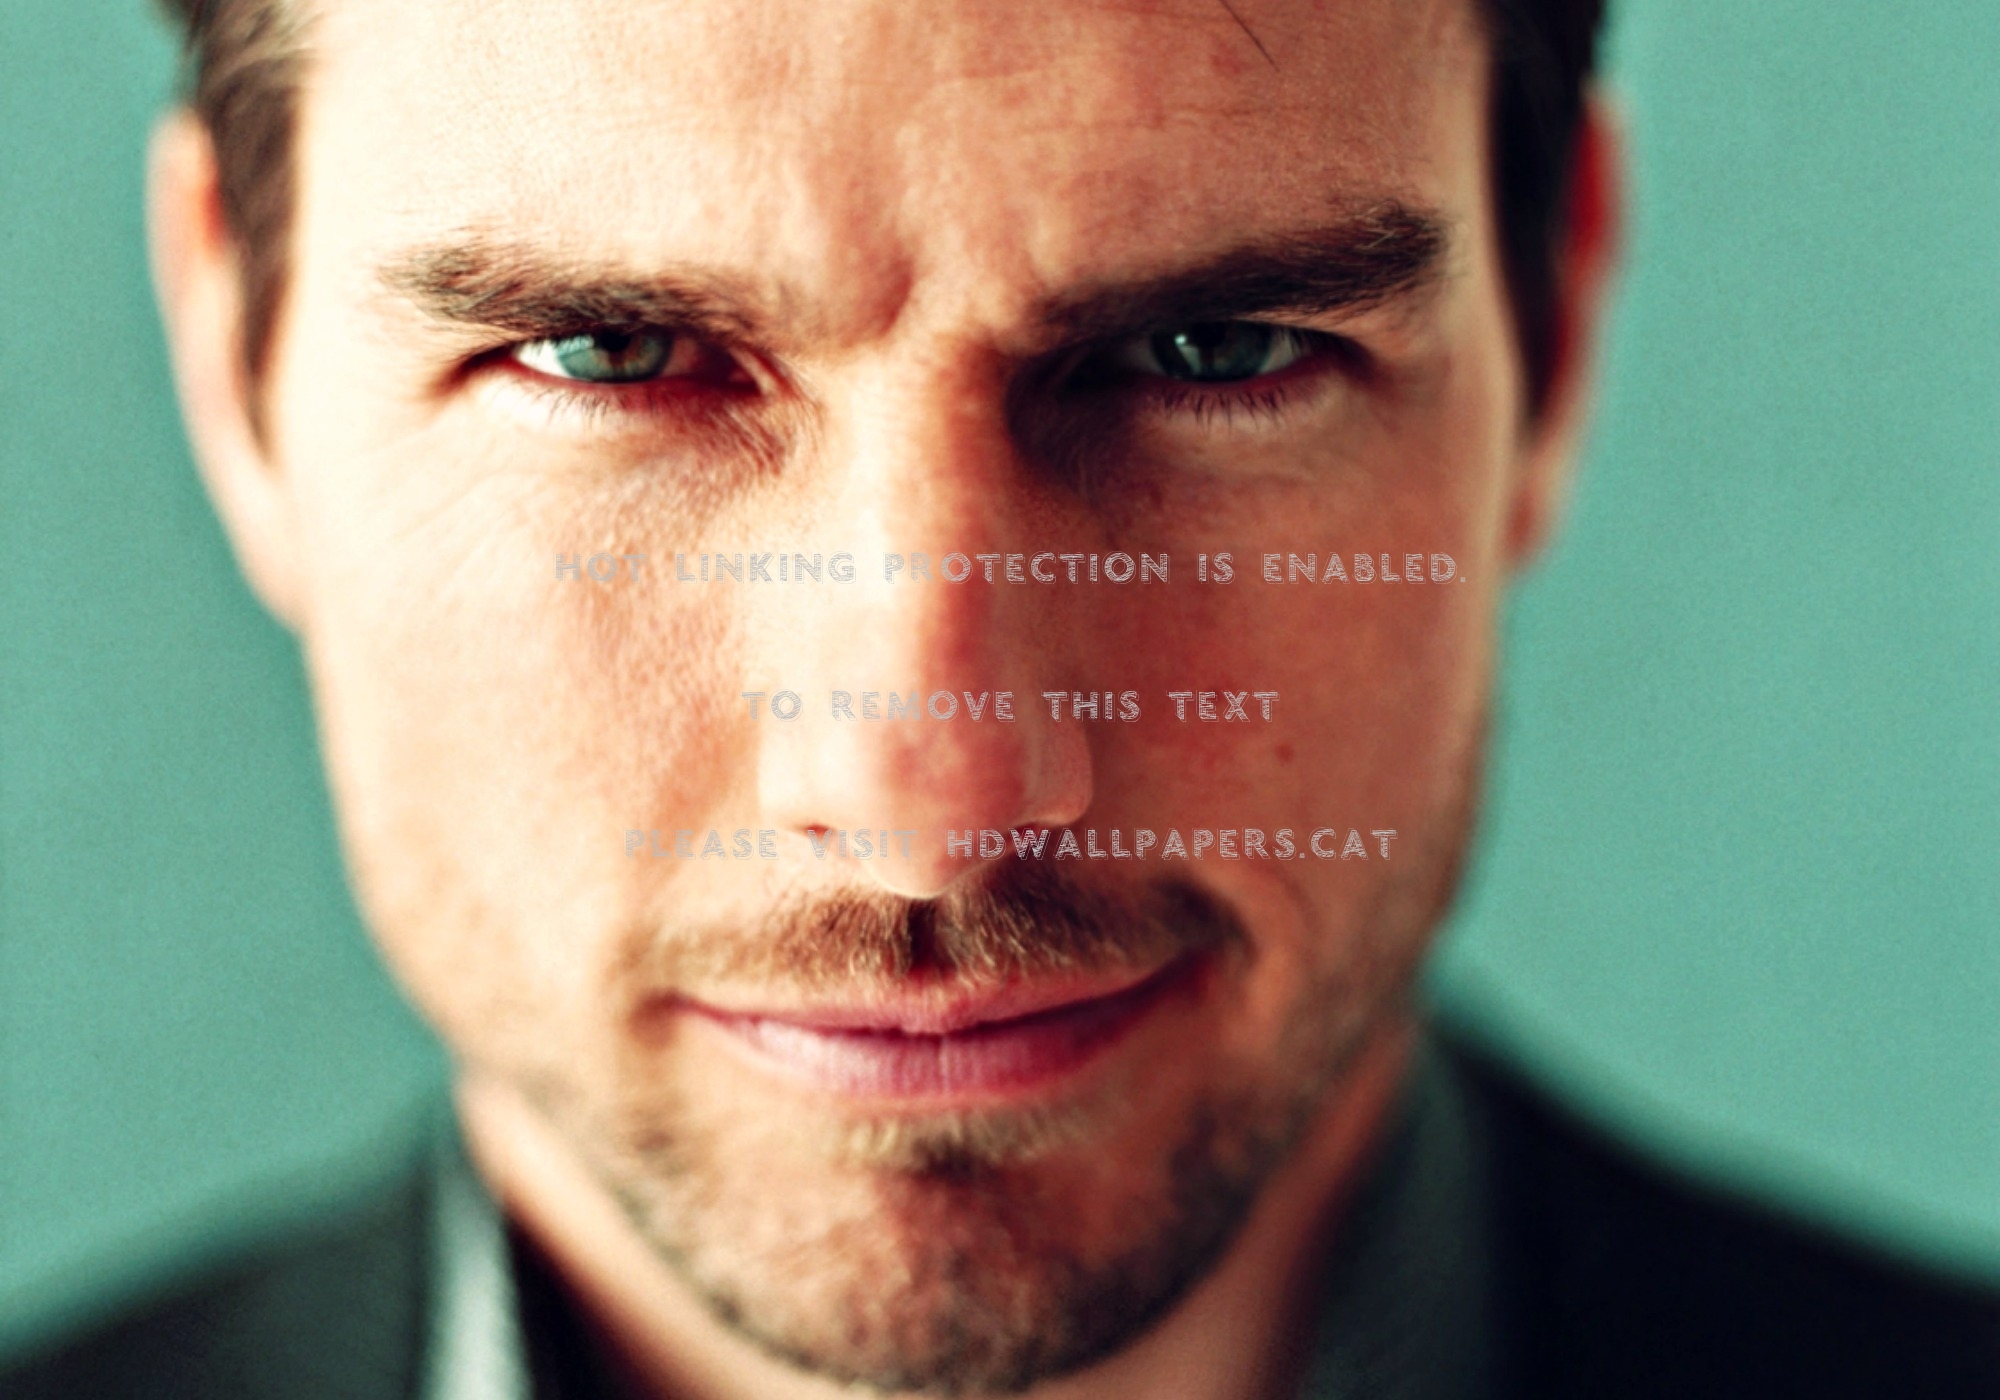 HOT LINKING PROTECTION IS ENABLED.
TO REMOVE THIS TEXT
PLEASE VISIT HDWALLPAPERS.CAT